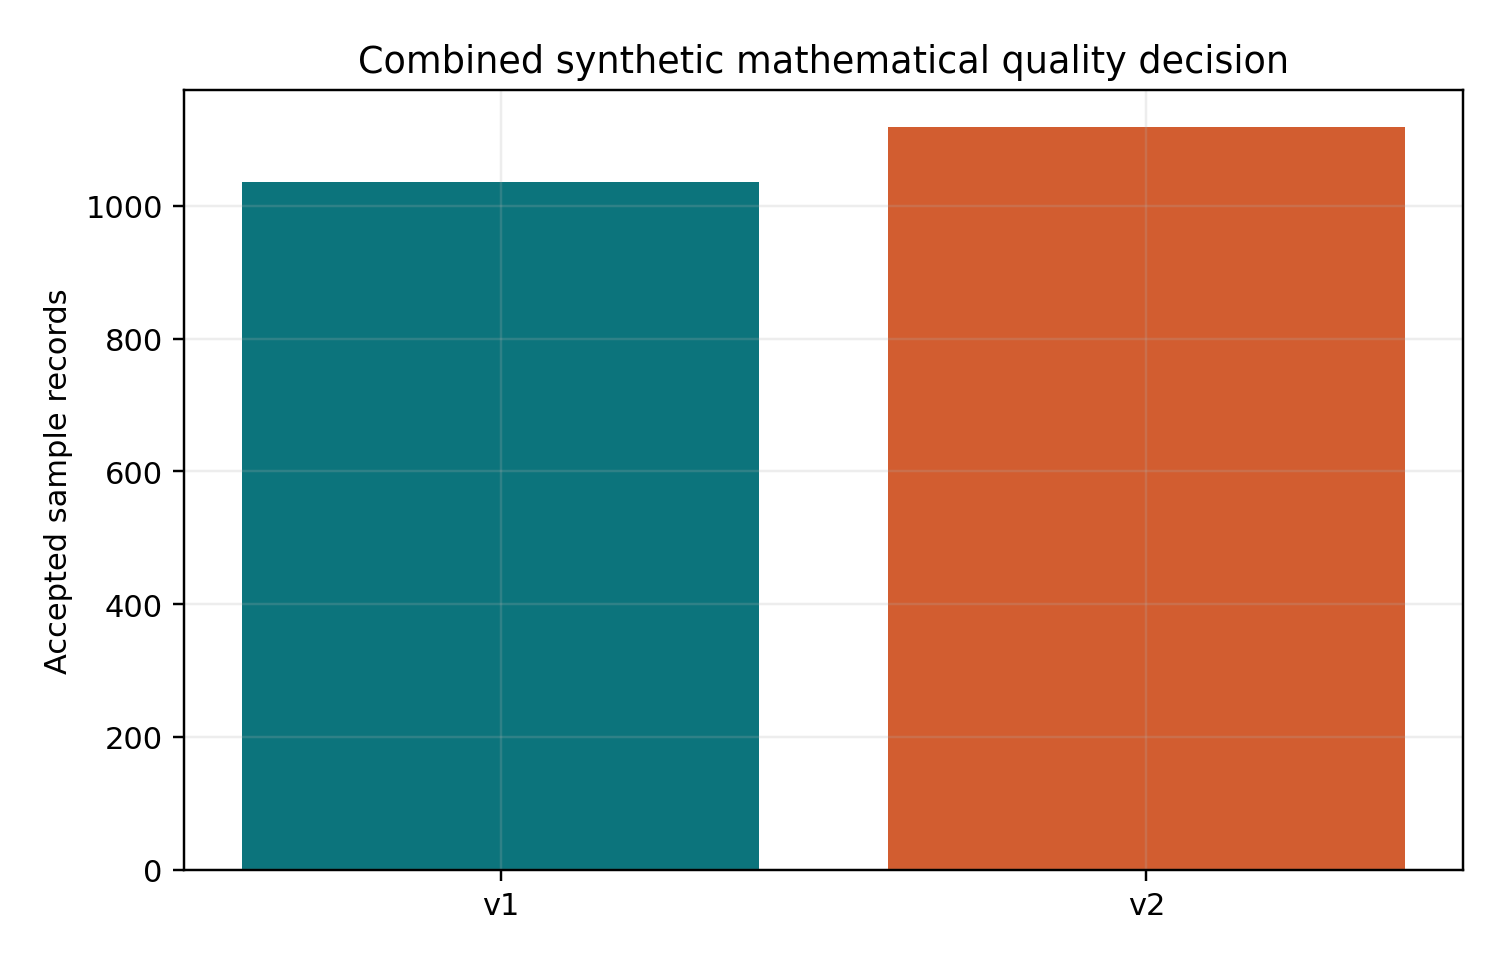 Combined synthetic mathematical quality decision
Accepted sample records
1000
800
600
400
200
0
v1
v2